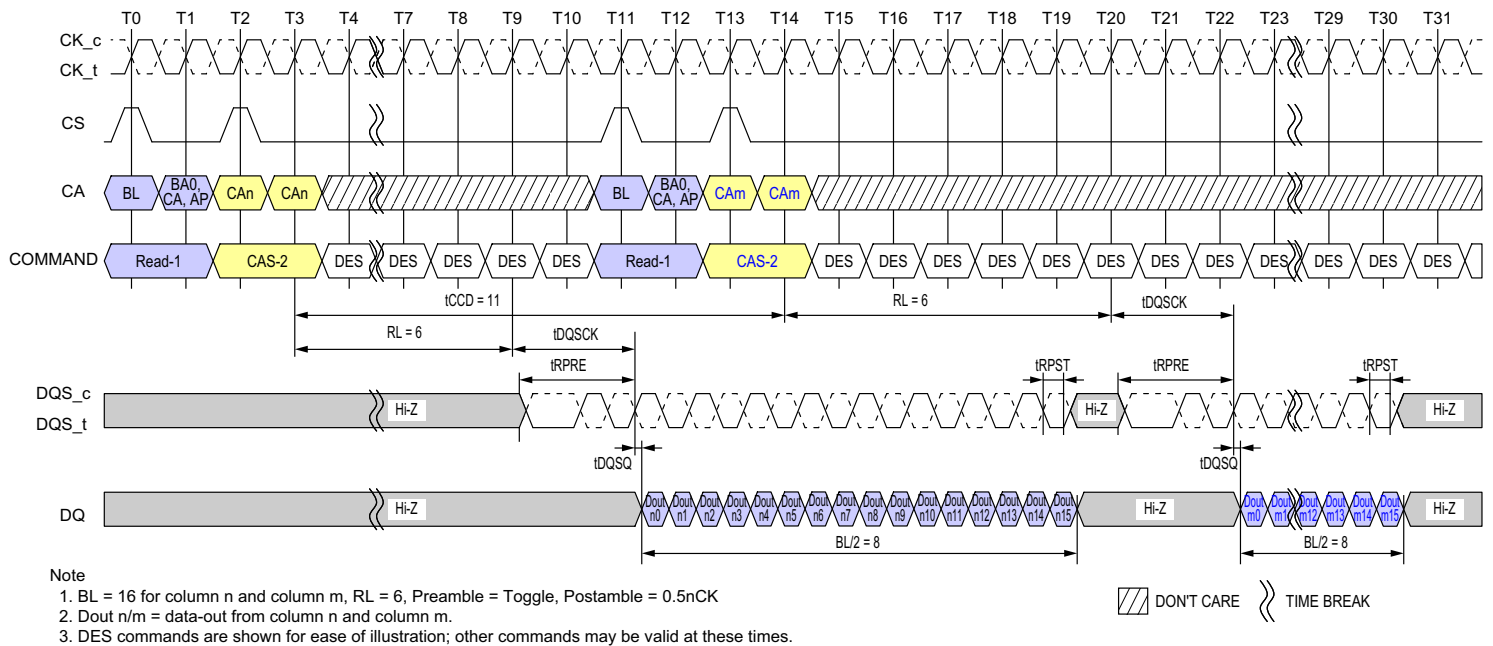 T0 T1 T2 T3 T4 T7 T8 T9 T10 T11 T12 T13 T14 T15 T16 T17 T18 T19 T20 T21 T22 T23 T29 T30 T31
CK_c
CK_t
CS
CA BL BA0, CA, AP CAn CAn BL BA0, CA, AP CAm CAm
COMMAND Read-1 CAS-2 DES DES DES DES DES Read-1 CAS-2 DES DES DES DES DES DES DES DES DES DES DES DES
tCCD = 11 RL = 6 tDQSCK
RL = 6 tDQSCK
tRPRE tRPST tRPRE tRPST
DQS_c
DQS_t
Hi-Z Hi-Z Hi-Z
tDQSQ tDQSQ
DQ Hi-Z Dout n0 Dout n1 Dout n2 Dout n3 Dout n4 Dout n5 Dout n6 Dout n7 Dout n8 Dout n9 Dout n10 Dout n11 Dout n12 Dout n13 Dout n14 Dout n15 Hi-Z Dout m0 Dout m1 Dout m12 Dout m13 Dout m14 Dout m15 Hi-Z
BL/2 = 8 BL/2 = 8
Note
1. BL = 16 for column n and column m, RL = 6, Preamble = Toggle, Postamble = 0.5nCK
2. Dout n/m = data-out from column n and column m.
3. DES commands are shown for ease of illustration; other commands may be valid at these times.
DON'T CARE TIME BREAK